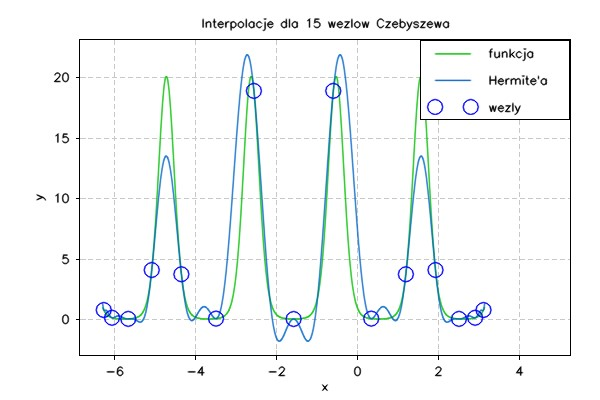 Interpolacje dla 15 wezlow Czebyszewa
funkcja
Hermite'a
wezly
20
15
10
5
0
y
−6 −4 −2 0 2 4
x